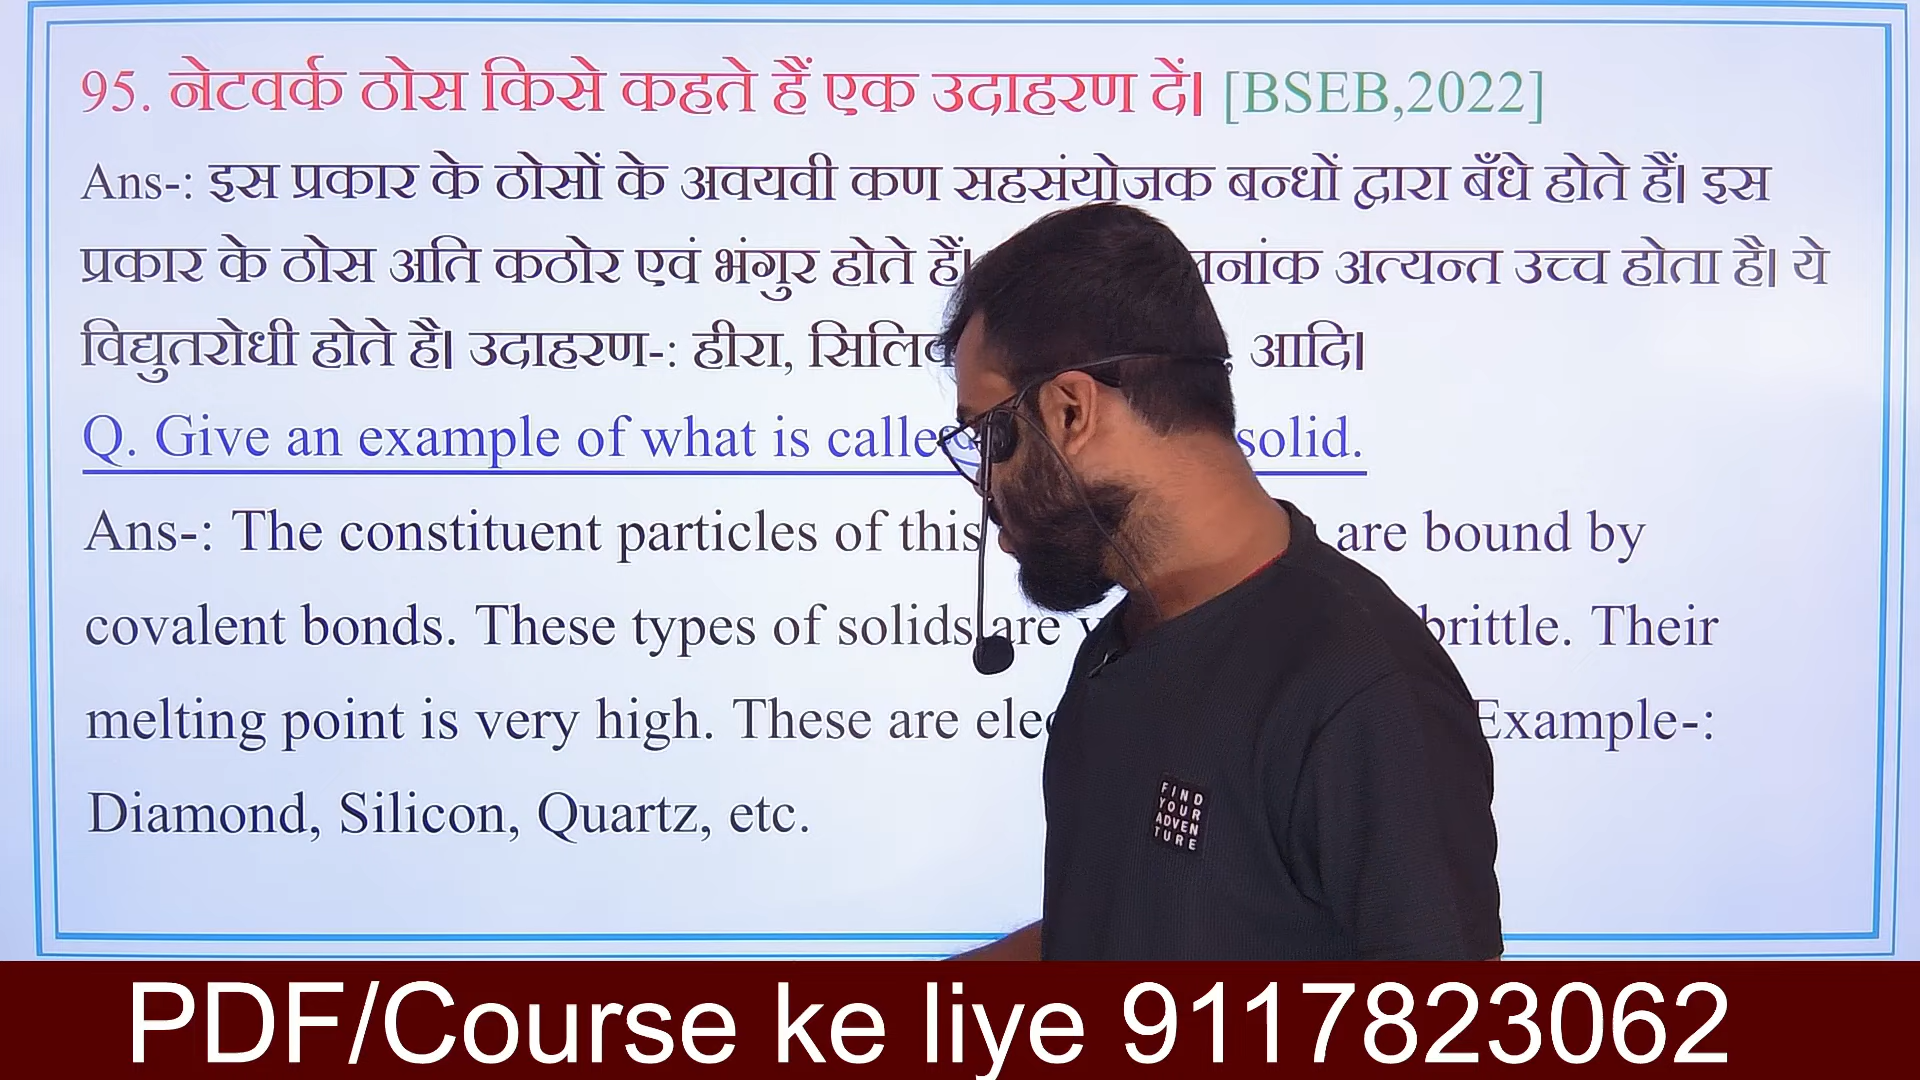 95. नेटवर्क ठोस किसे कहते हैं एक उदाहरण दें। [BSEB,2022]
Ans-: इस प्रकार के ठोसों के अवयवी कण सहसंयोजक बन्धों द्वारा बँधे होते हैं। इस
प्रकार के ठोस अति कठोर एवं भंगुर होते हैं। अत्यन्त उच्च होता है। ये
विद्युतरोधी होते है। उदाहरण-: हीरा, आदि।
Q. Give an example of what is solid.
Ans-: The constituent particles of this are bound by
covalent bonds. These types of solids are brittle. Their
melting point is very high. These are Example-:
Diamond, Silicon, Quartz, etc.
FIND
YOUR
ADVEN
TURE
PDF/Course ke liye 9117823062